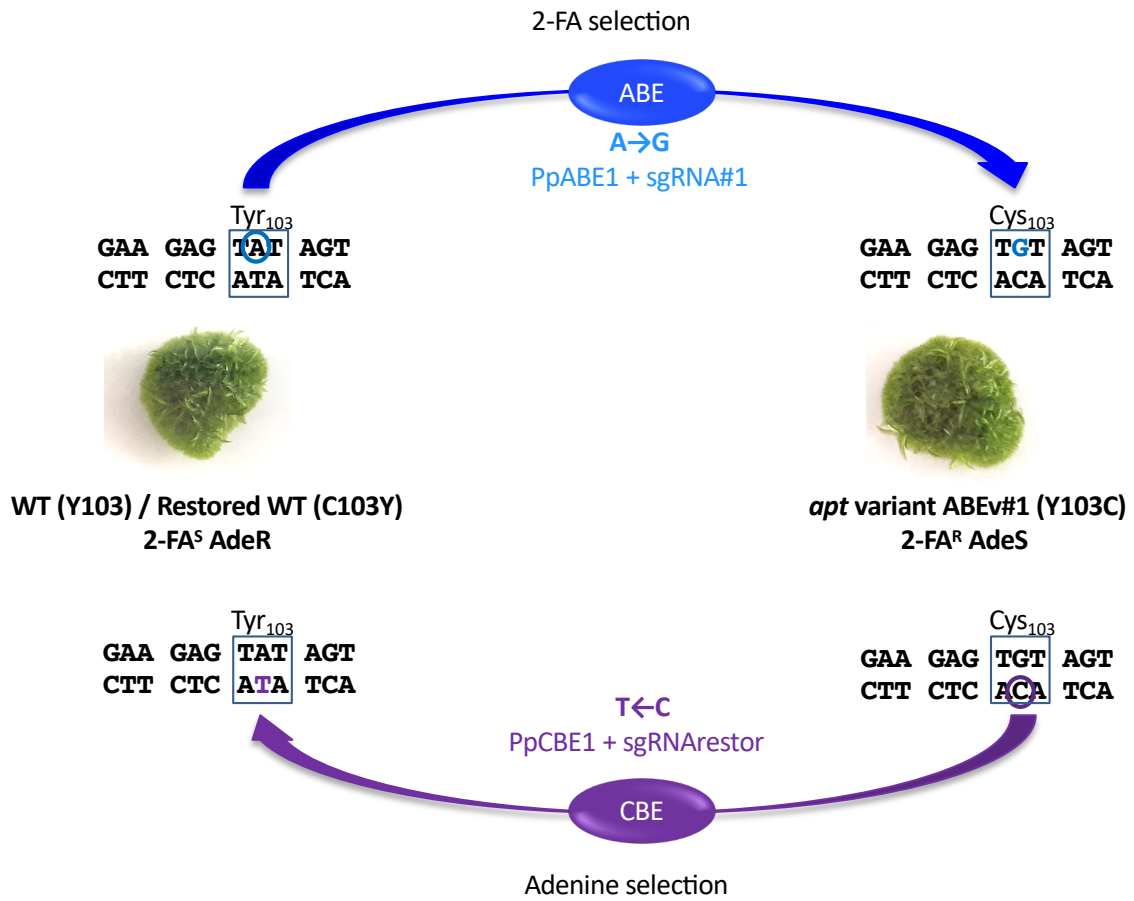 2-FA selection
ABE
A→G
PpABE1 + sgRNA#1
Tyr103
GAA GAG TAT AGT
CTT CTC ATA TCA
Cys103
GAA GAG TGT AGT
CTT CTC ACA TCA
WT (Y103) / Restored WT (C103Y)
2-FAˢ AdeR
apt variant ABEv#1 (Y103C)
2-FAᴿ AdeS
Tyr103
GAA GAG TAT AGT
CTT CTC ATA TCA
Cys103
GAA GAG TGT AGT
CTT CTC ACA TCA
T←C
PpCBE1 + sgRNArestor
CBE
Adenine selection